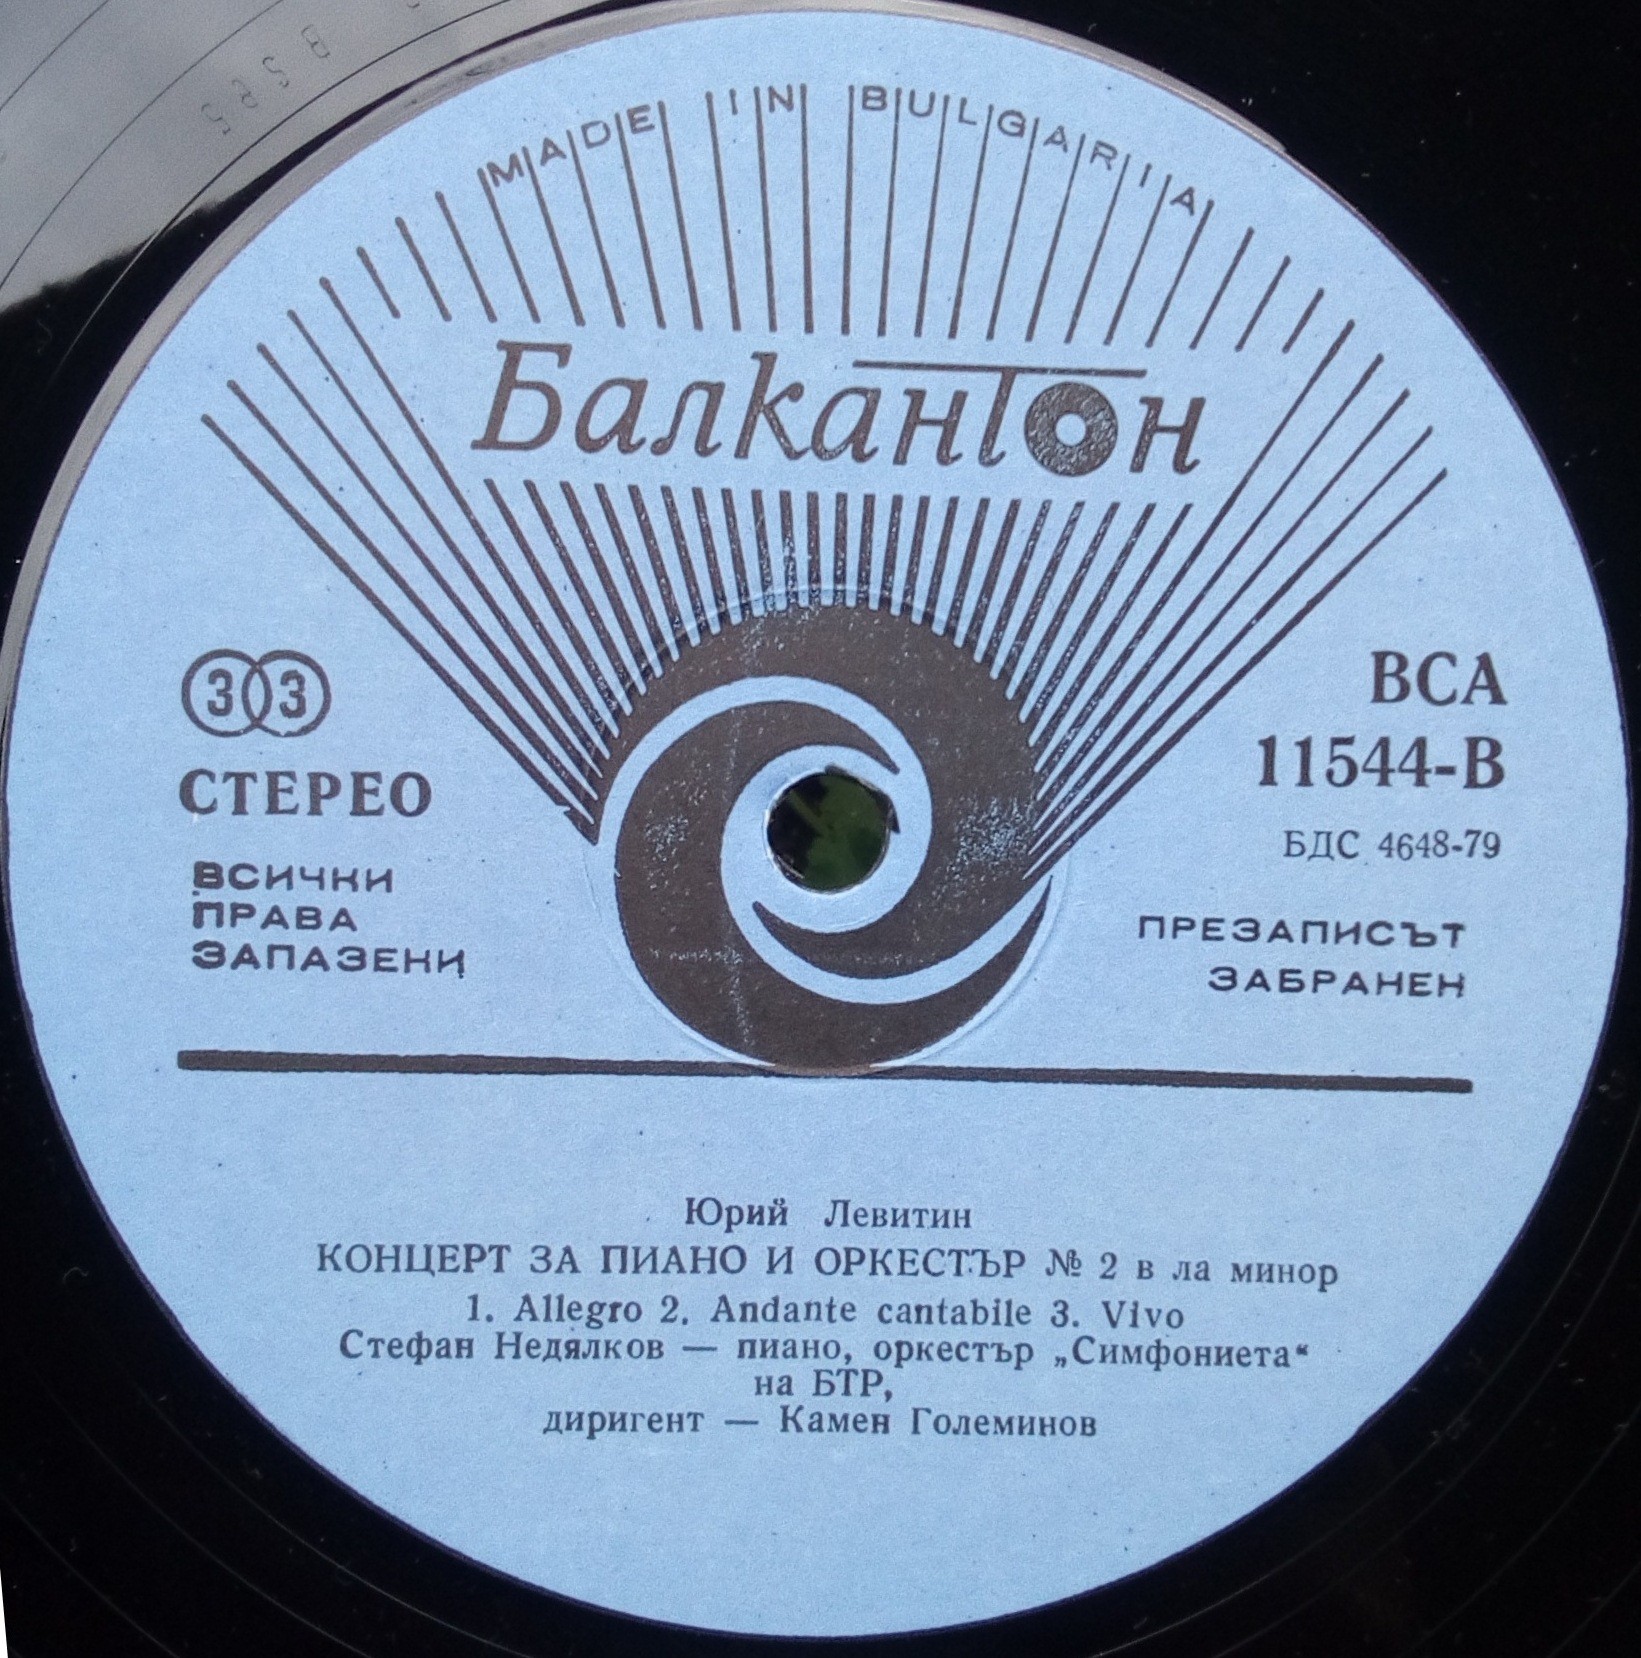 MADE IN BULGARIA
Балкантон
33
СТЕРЕО
ВСИЧКИ
ПРАВА
ЗАПАЗЕНИ
ВСА
11544-В
БДС 4648-79
ПРЕЗАПИСЪТ
ЗАБРАНЕН
Юрий Левитин
КОНЦЕРТ ЗА ПИАНО И ОРКЕСТЪР № 2 в ла минор
1. Allegro 2. Andante cantabile 3. Vivo
Стефан Недялков — пиано, оркестър „Симфониета“
на БТР,
диригент — Камен Големинов